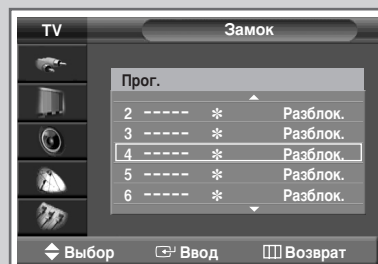 TV Замок
Прог.
2 ----- ✻ Разблок.
3 ----- ✻ Разблок.
4 ----- ✻ Разблок.
5 ----- ✻ Разблок.
6 ----- ✻ Разблок.
Выбор Ввод Возврат